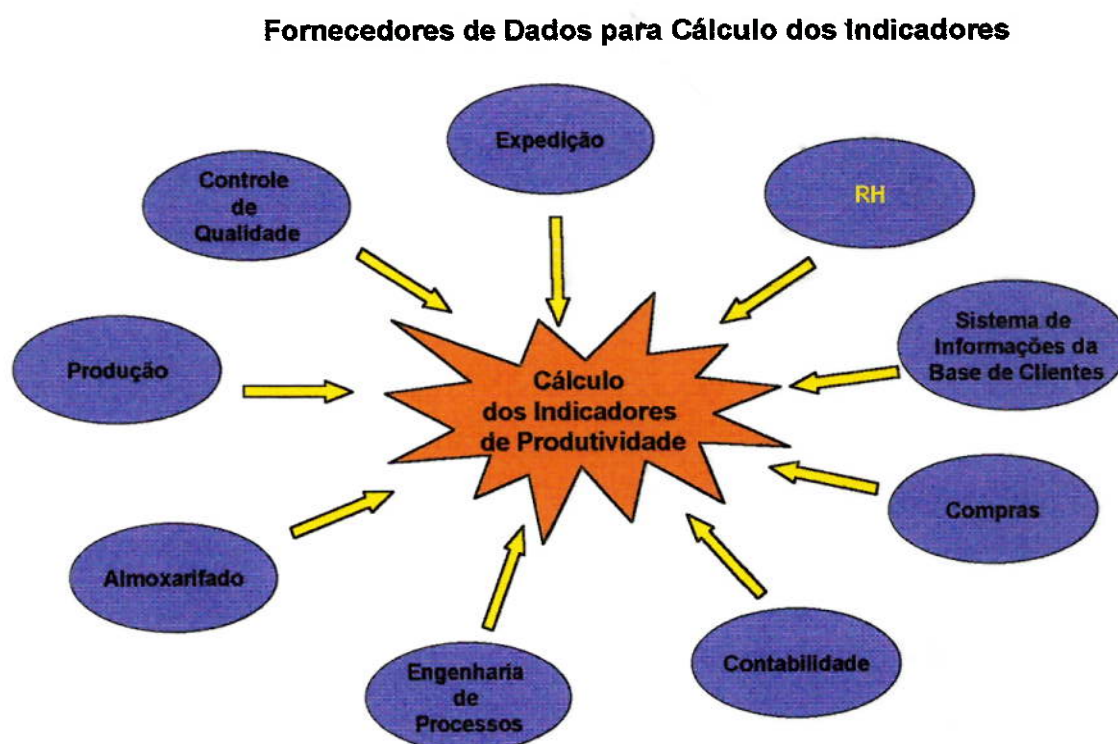 Fornecedores de Dados para Cálculo dos Indicadores
Expedição
Controle
de
Qualidade
RH
Sistema de
Informações da
Base de Clientes
Produção
Cálculo
dos Indicadores
de Produtividade
Compras
Almoxarifado
Contabilidade
Engenharia
de
Processos